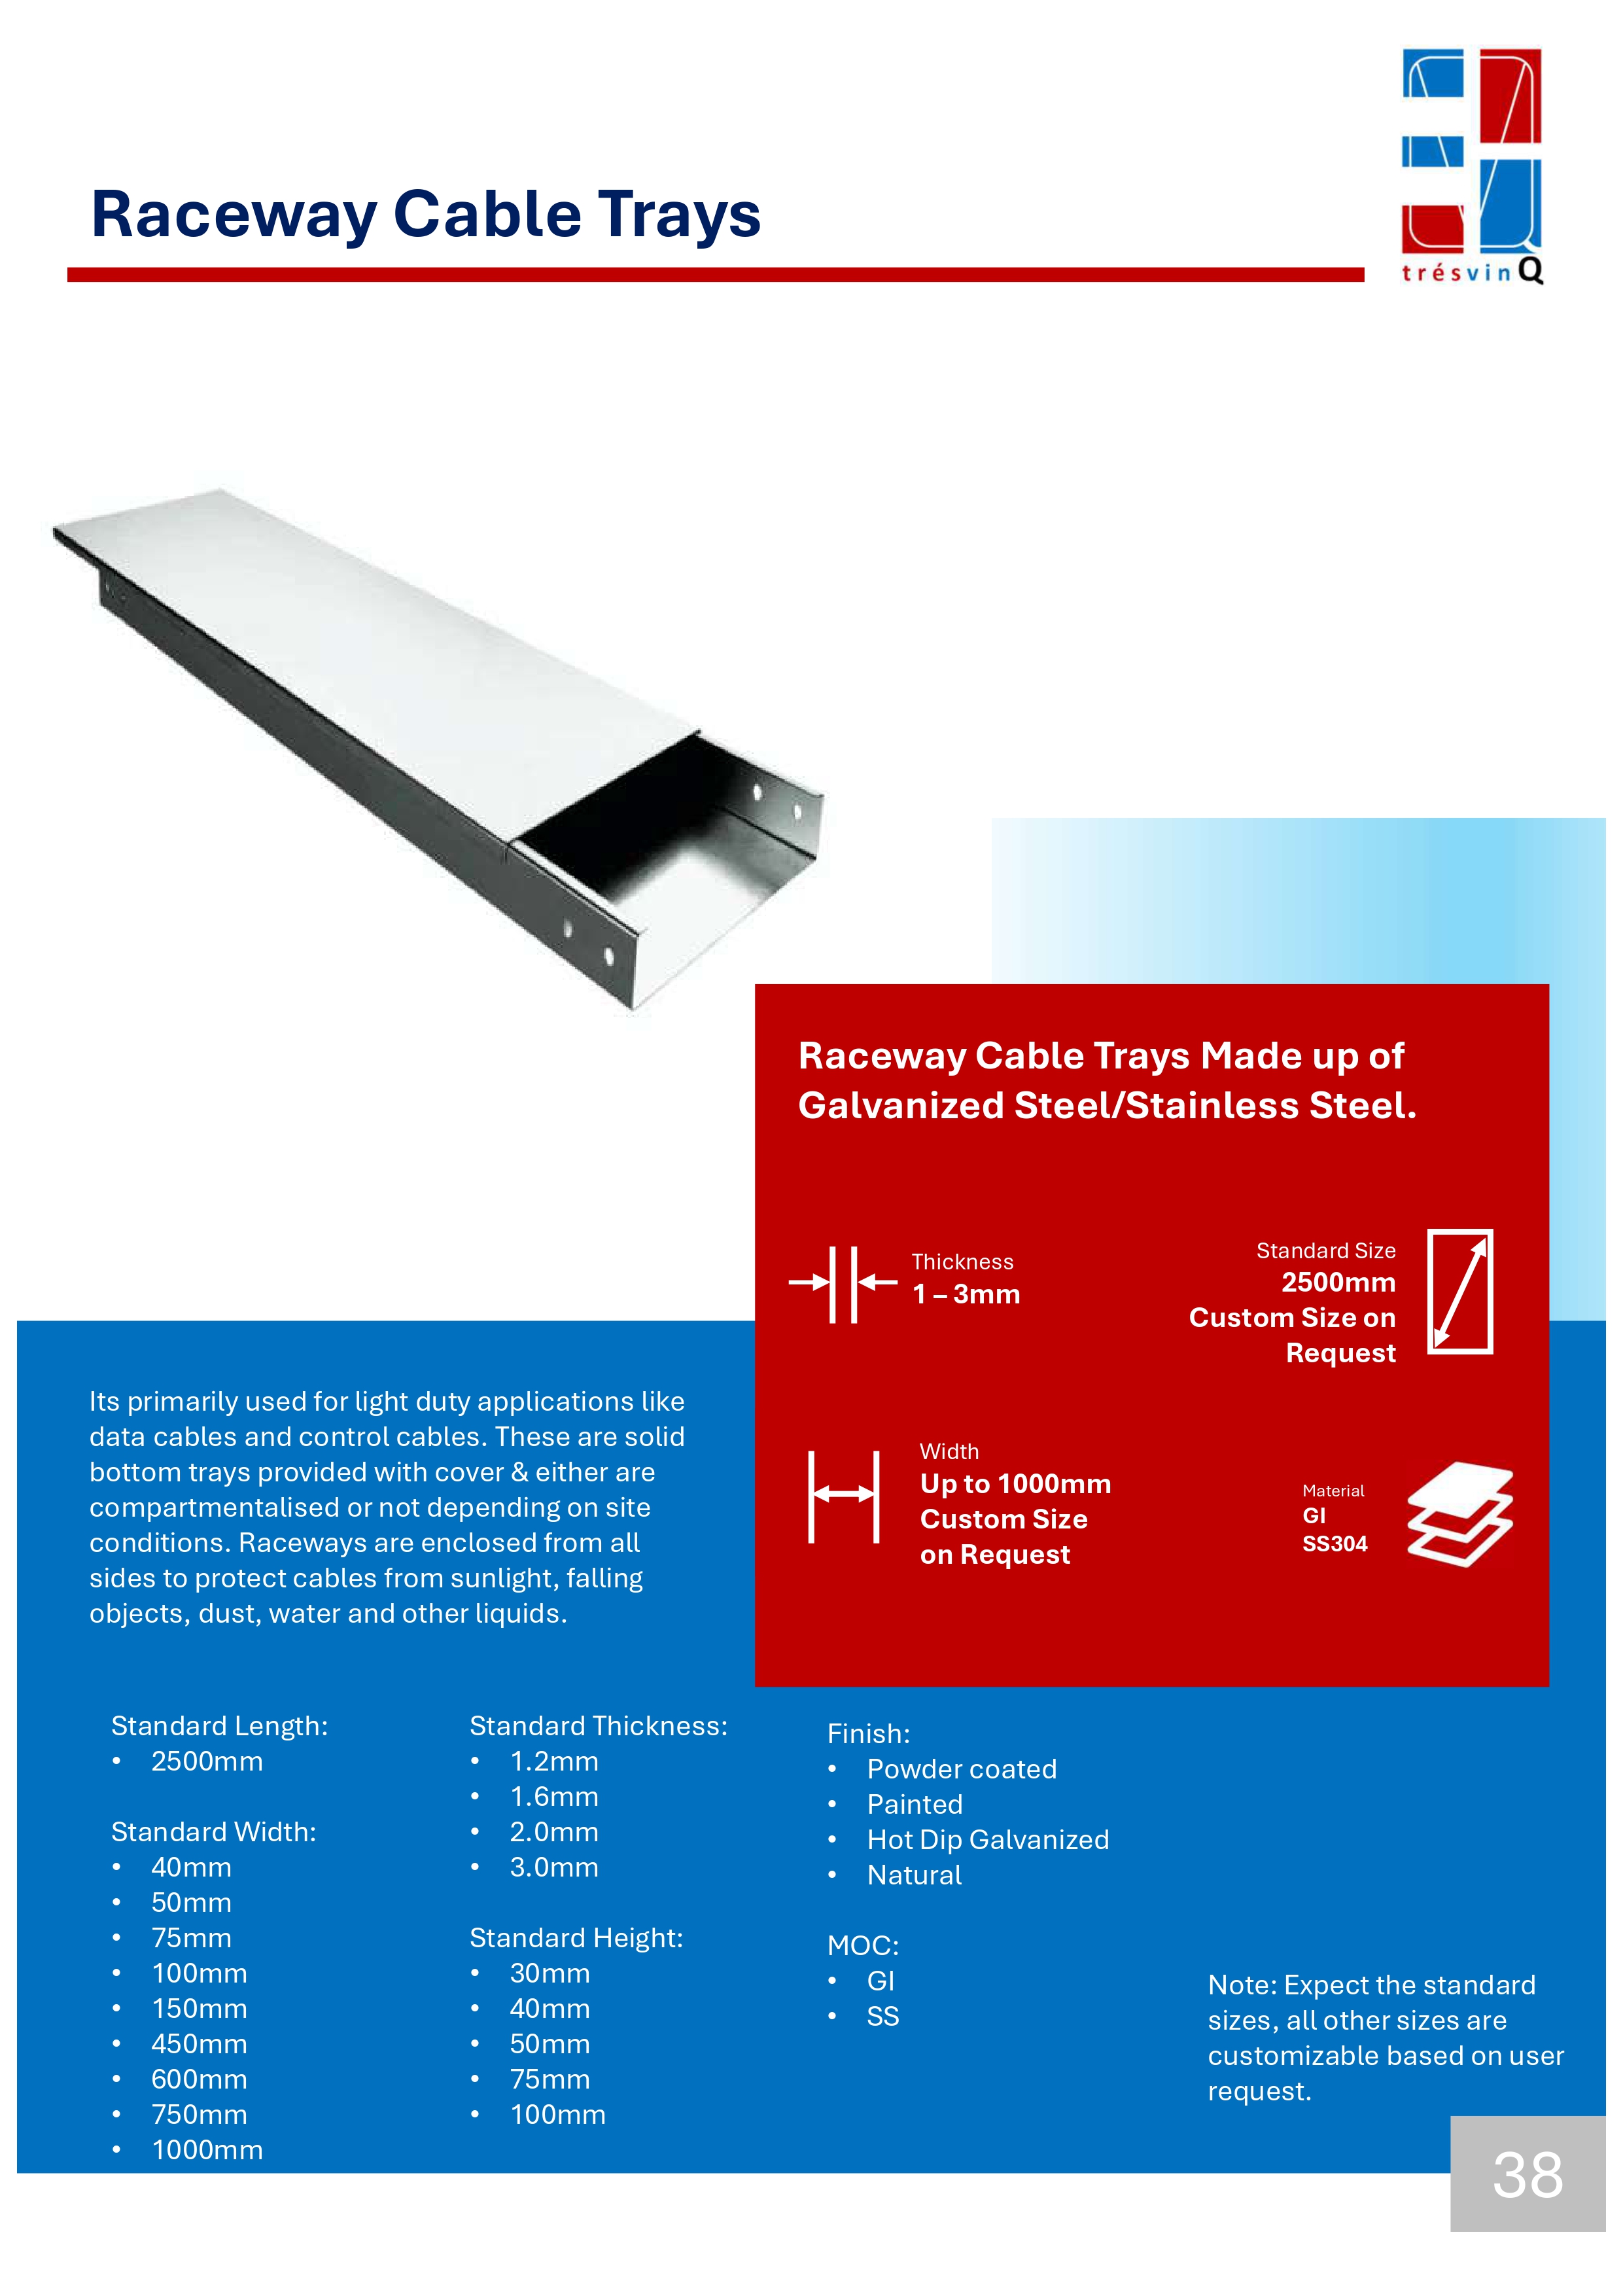 Raceway Cable Trays
trésvinQ
Raceway Cable Trays Made up of
Galvanized Steel/Stainless Steel.
Thickness
1 – 3mm
Standard Size
2500mm
Custom Size on
Request
Width
Up to 1000mm
Custom Size
on Request
Material
GI
SS304
Its primarily used for light duty applications like
data cables and control cables. These are solid
bottom trays provided with cover & either are
compartmentalised or not depending on site
conditions. Raceways are enclosed from all
sides to protect cables from sunlight, falling
objects, dust, water and other liquids.
Standard Length:
• 2500mm
Standard Width:
• 40mm
• 50mm
• 75mm
• 100mm
• 150mm
• 450mm
• 600mm
• 750mm
• 1000mm
Standard Thickness:
• 1.2mm
• 1.6mm
• 2.0mm
• 3.0mm
Standard Height:
• 30mm
• 40mm
• 50mm
• 75mm
• 100mm
Finish:
• Powder coated
• Painted
• Hot Dip Galvanized
• Natural
MOC:
• GI
• SS
Note: Expect the standard
sizes, all other sizes are
customizable based on user
request.
38